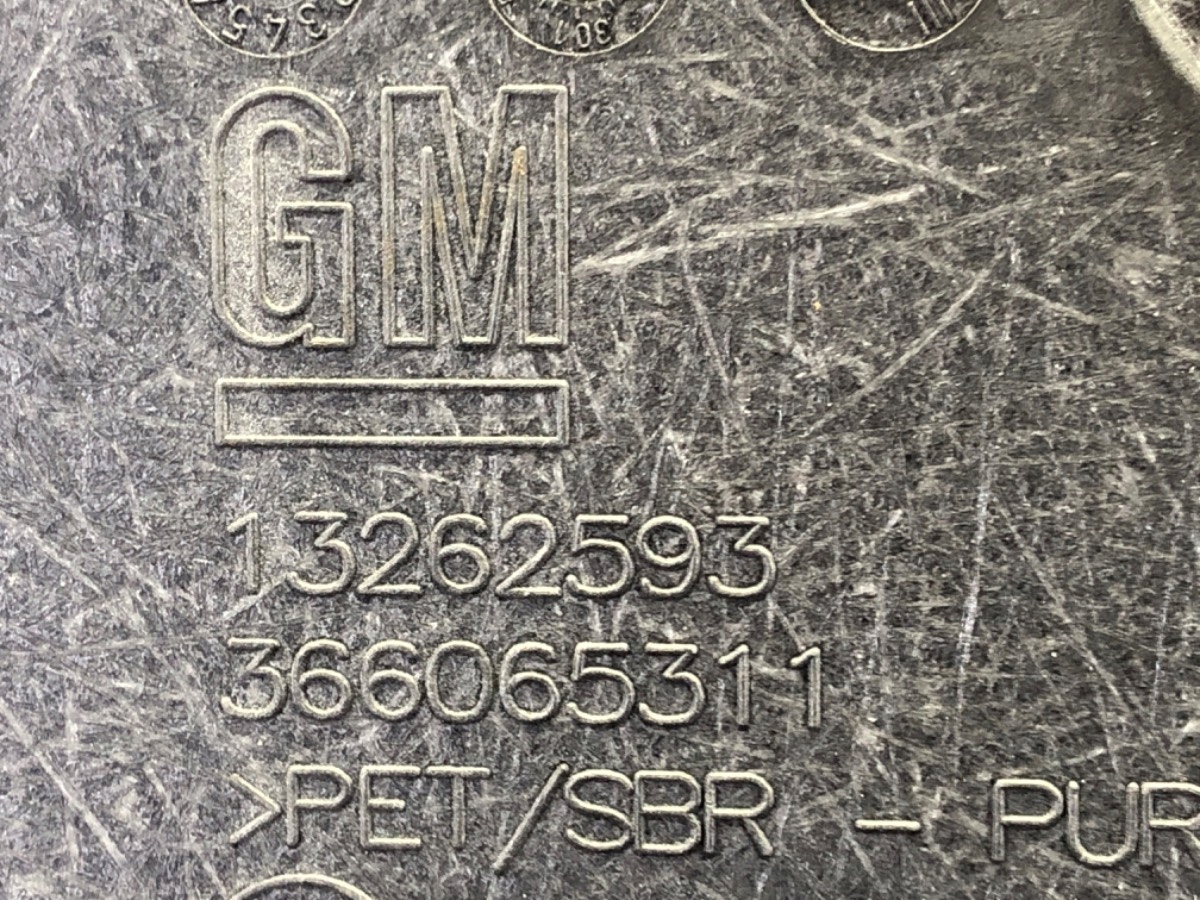 GM
13262593
366065311
>PET/SBR - PUR